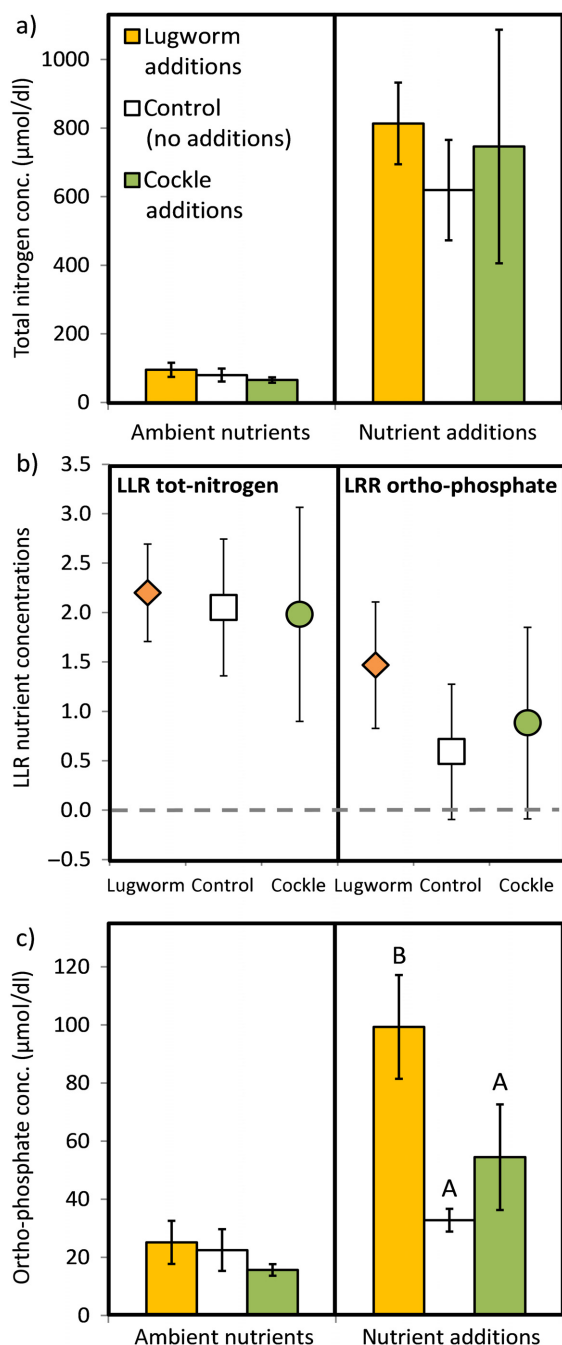 a)
Total nitrogen conc. (µmol/dl)
1000
800
600
400
200
0
Lugworm
additions
Control
(no additions)
Cockle
additions
Ambient nutrients
Nutrient additions
b)
LLR nutrient concentrations
3.5
3.0
2.5
2.0
1.5
1.0
0.5
0.0
–0.5
LLR tot-nitrogen
LRR ortho-phosphate
Lugworm
Control
Cockle
Lugworm
Control
Cockle
c)
Ortho-phosphate conc. (µmol/dl)
120
100
80
60
40
20
0
B
A
A
Ambient nutrients
Nutrient additions